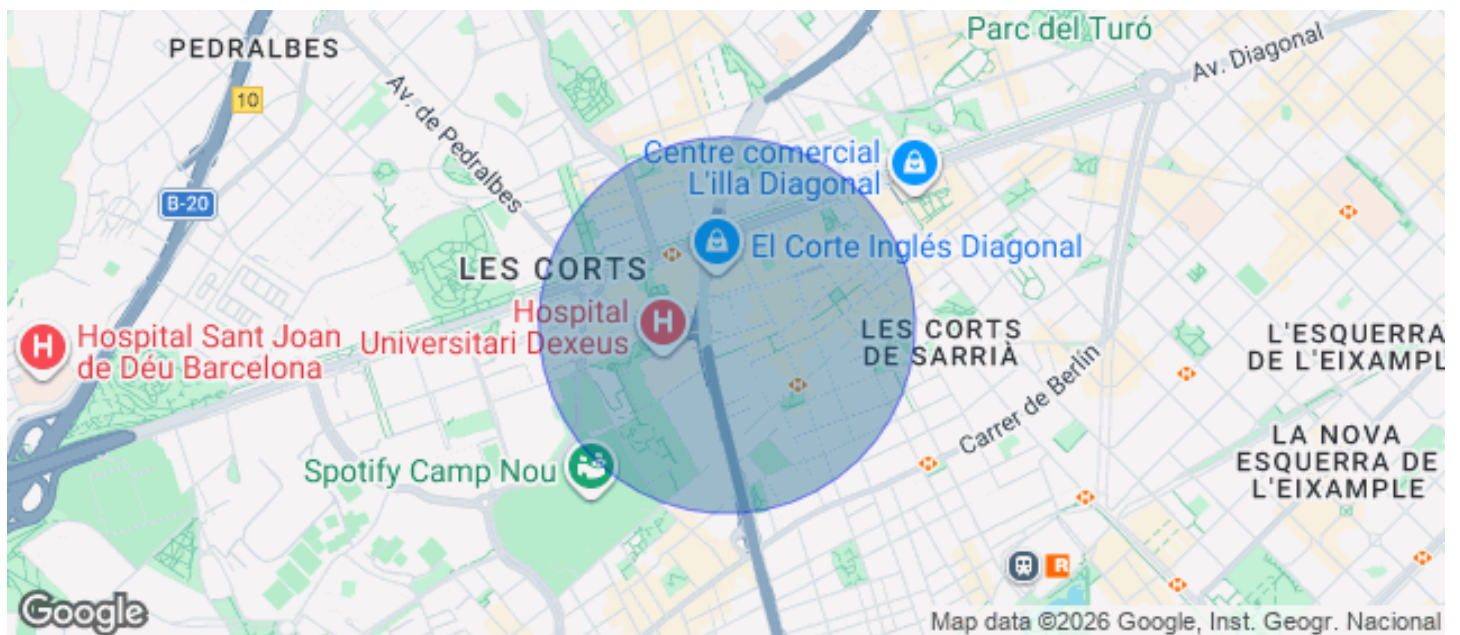 PEDRALBES
Parc del Turó
Av. Diagonal
10
Av. de Pedralbes
Centre comercial
L'illa Diagonal
B-20
El Corte Inglés Diagonal
LES CORTS
Hospital
Universitari Dexeus
H
H
Hospital Sant Joan
de Déu Barcelona
LES CORTS
DE SARRIÀ
L'ESQUERRA
DE L'EIXAMPL
Carrer de Berlín
Spotify Camp Nou
LA NOVA
ESQUERRA DE
L'EIXAMPLE
R
Google
Map data ©2026 Google, Inst. Geogr. Nacional